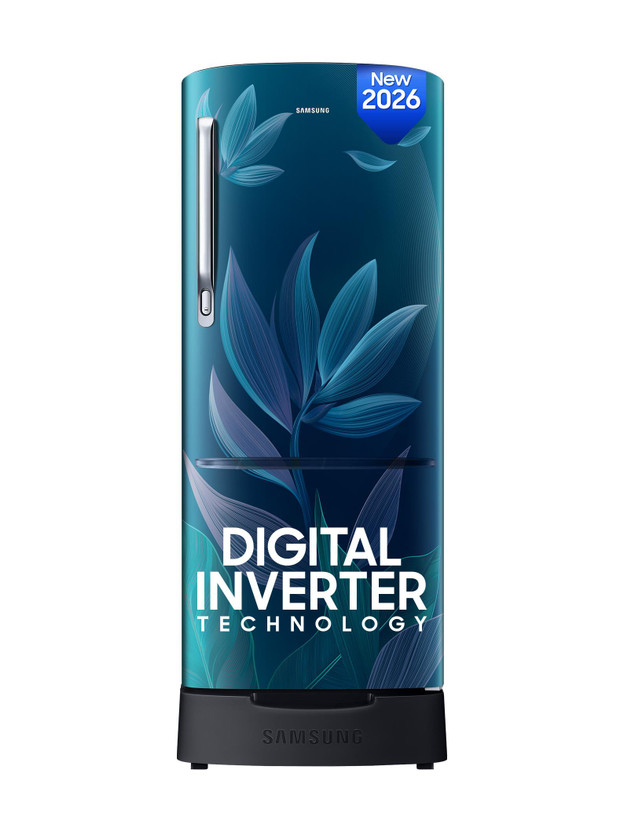 New
2026
SAMSUNG
DIGITAL
INVERTER
TECHNOLOGY
SAMSUNG